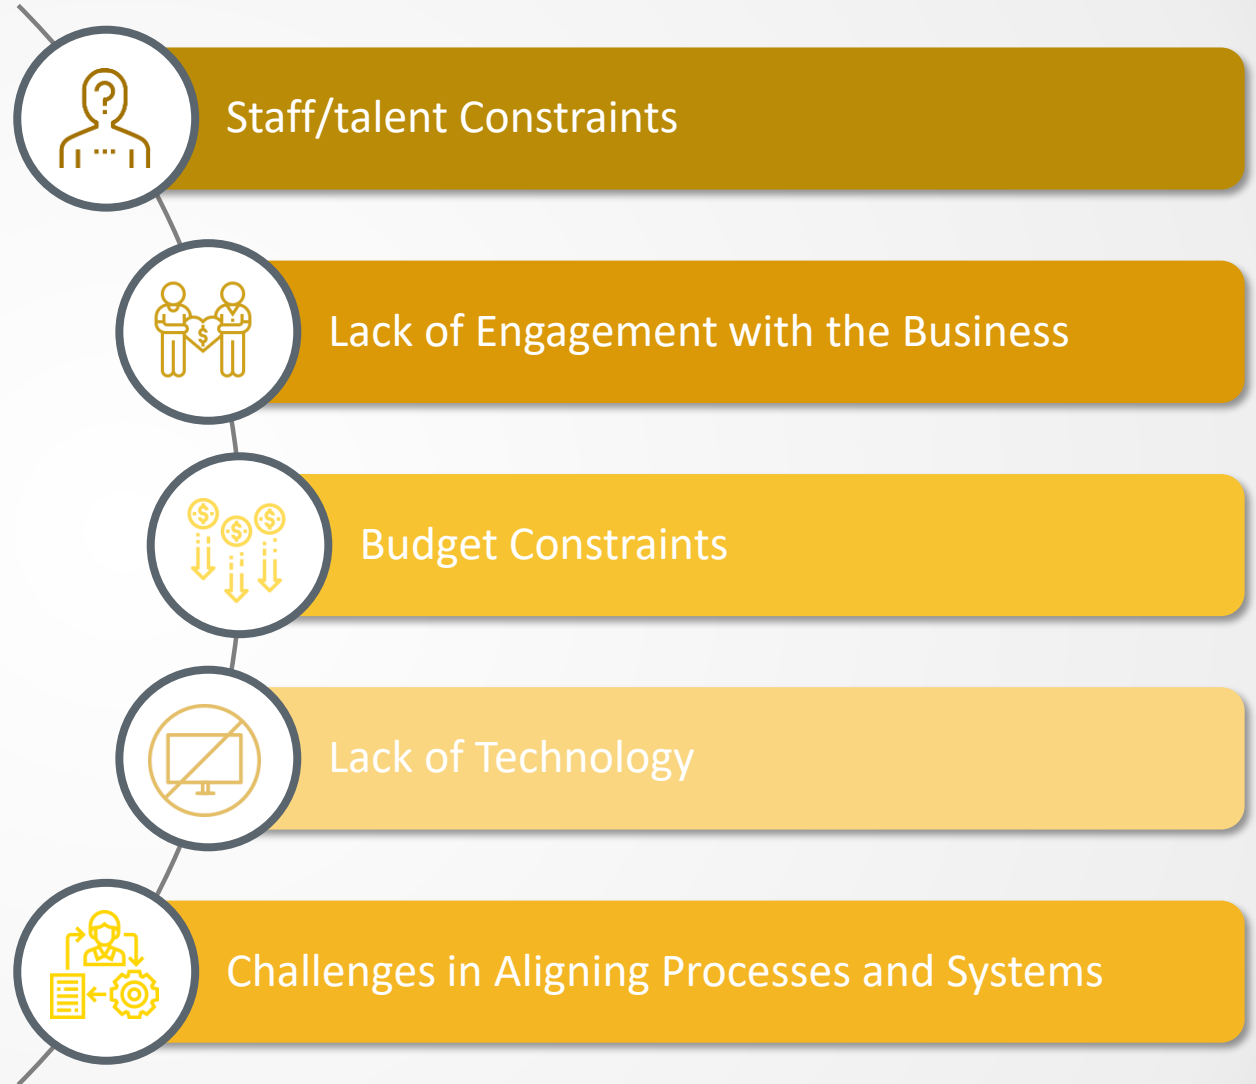 Staff/talent Constraints
Lack of Engagement with the Business
Budget Constraints
Lack of Technology
Challenges in Aligning Processes and Systems